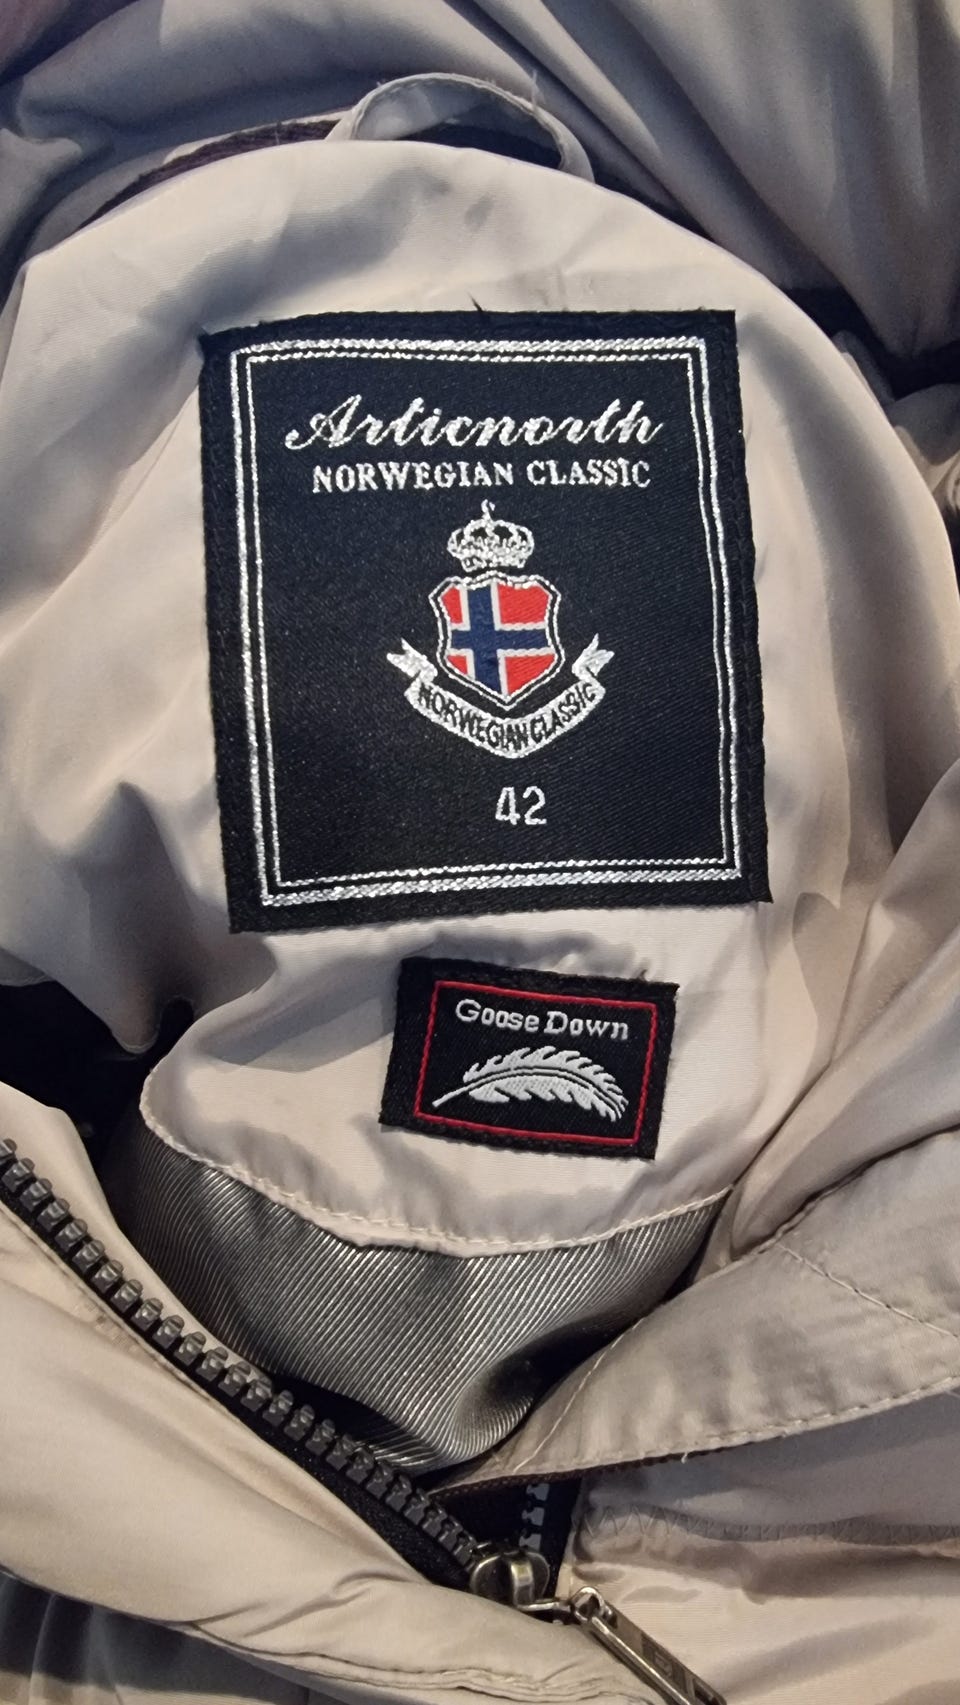 Articnorth
NORWEGIAN CLASSIC
NORWEGIAN CLASSIC
42
Goose Down